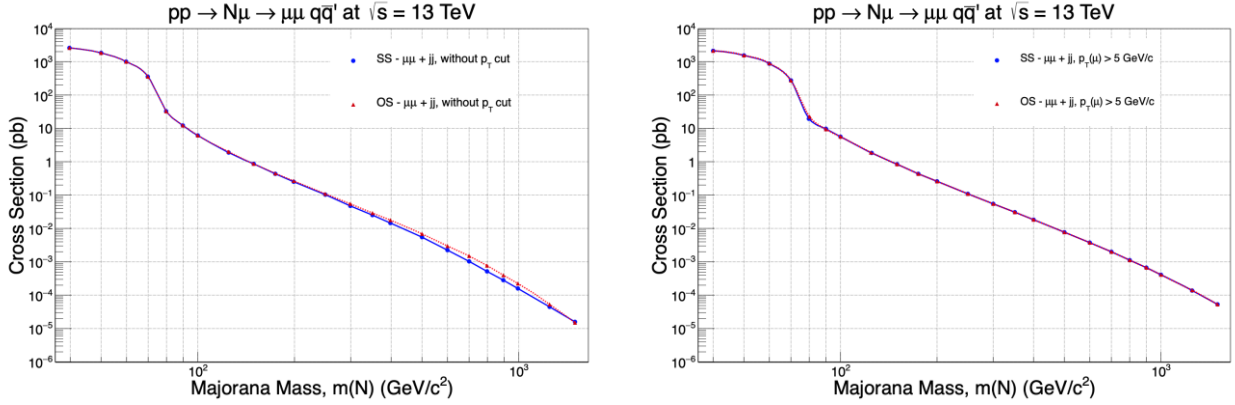 pp → Nμ → μμ qq̅' at √s = 13 TeV
Cross Section (pb)
10⁴
10³
10²
10
1
10⁻¹
10⁻²
10⁻³
10⁻⁴
10⁻⁵
10⁻⁶
SS - μμ + jj, without p_T cut
OS - μμ + jj, without p_T cut
10²
10³
Majorana Mass, m(N) (GeV/c²)
pp → Nμ → μμ qq̅' at √s = 13 TeV
Cross Section (pb)
10⁴
10³
10²
10
1
10⁻¹
10⁻²
10⁻³
10⁻⁴
10⁻⁵
10⁻⁶
SS - μμ + jj, p_T(μ) > 5 GeV/c
OS - μμ + jj, p_T(μ) > 5 GeV/c
10²
10³
Majorana Mass, m(N) (GeV/c²)